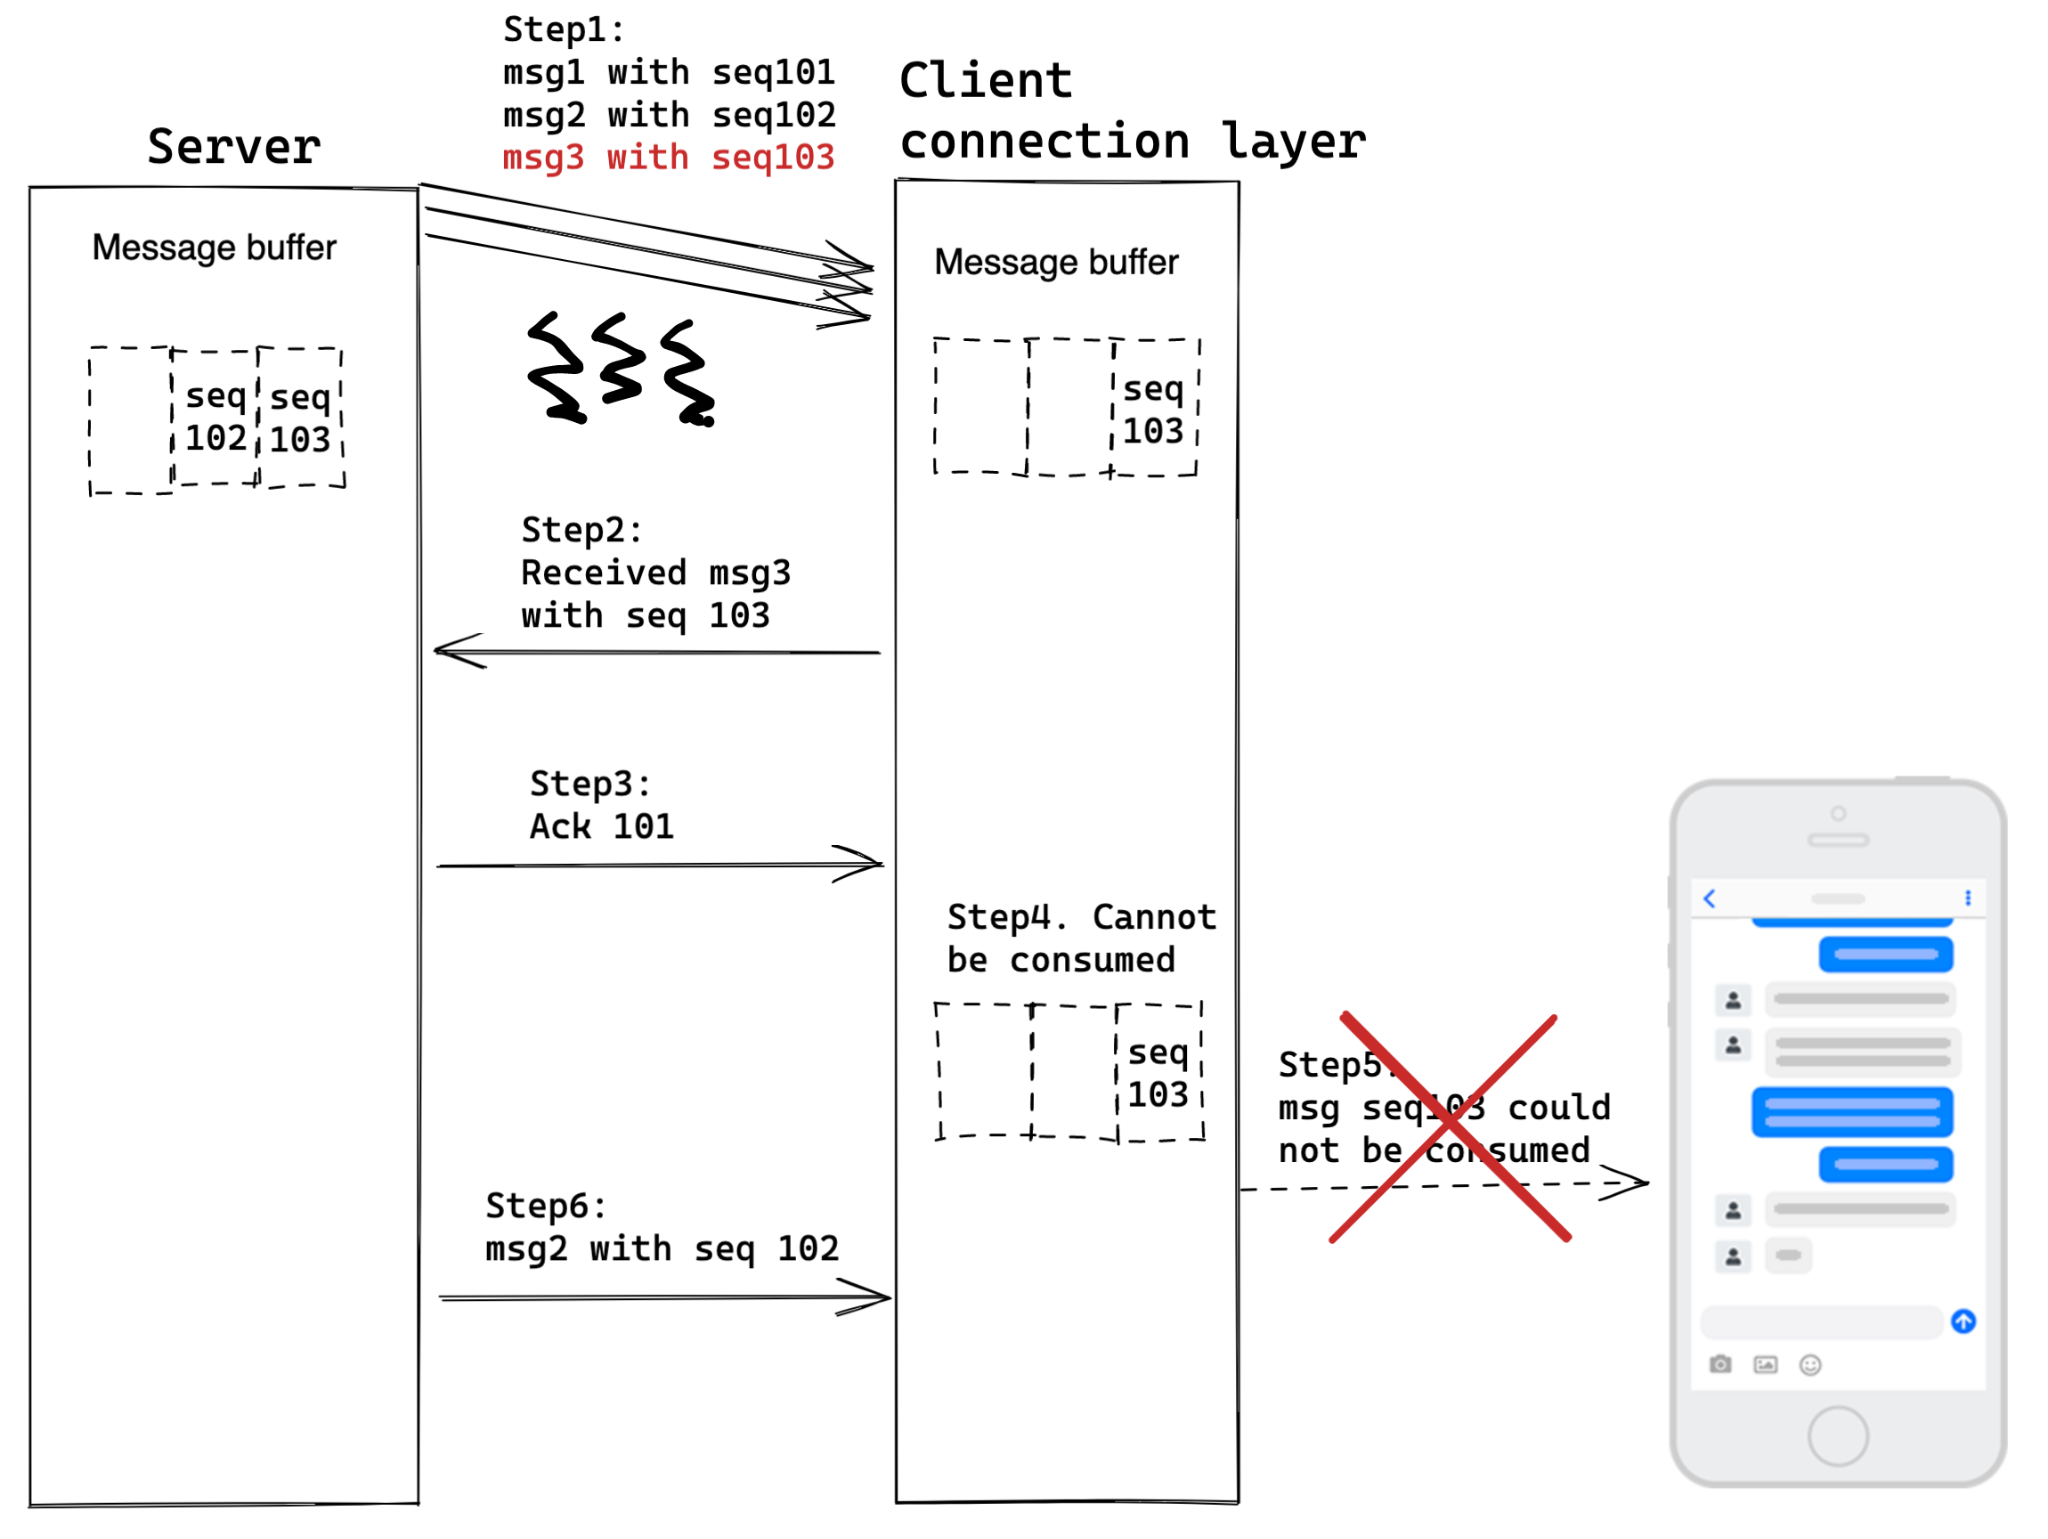 Step1:
msg1 with seq101
msg2 with seq102
msg3 with seq103
Client
connection layer
Server
Message buffer
Message buffer
seq
102
seq
103
seq
103
Step2:
Received msg3
with seq 103
Step3:
Ack 101
Step4. Cannot
be consumed
seq
103
Step5:
msg seq103 could
not be consumed
Step6:
msg2 with seq 102